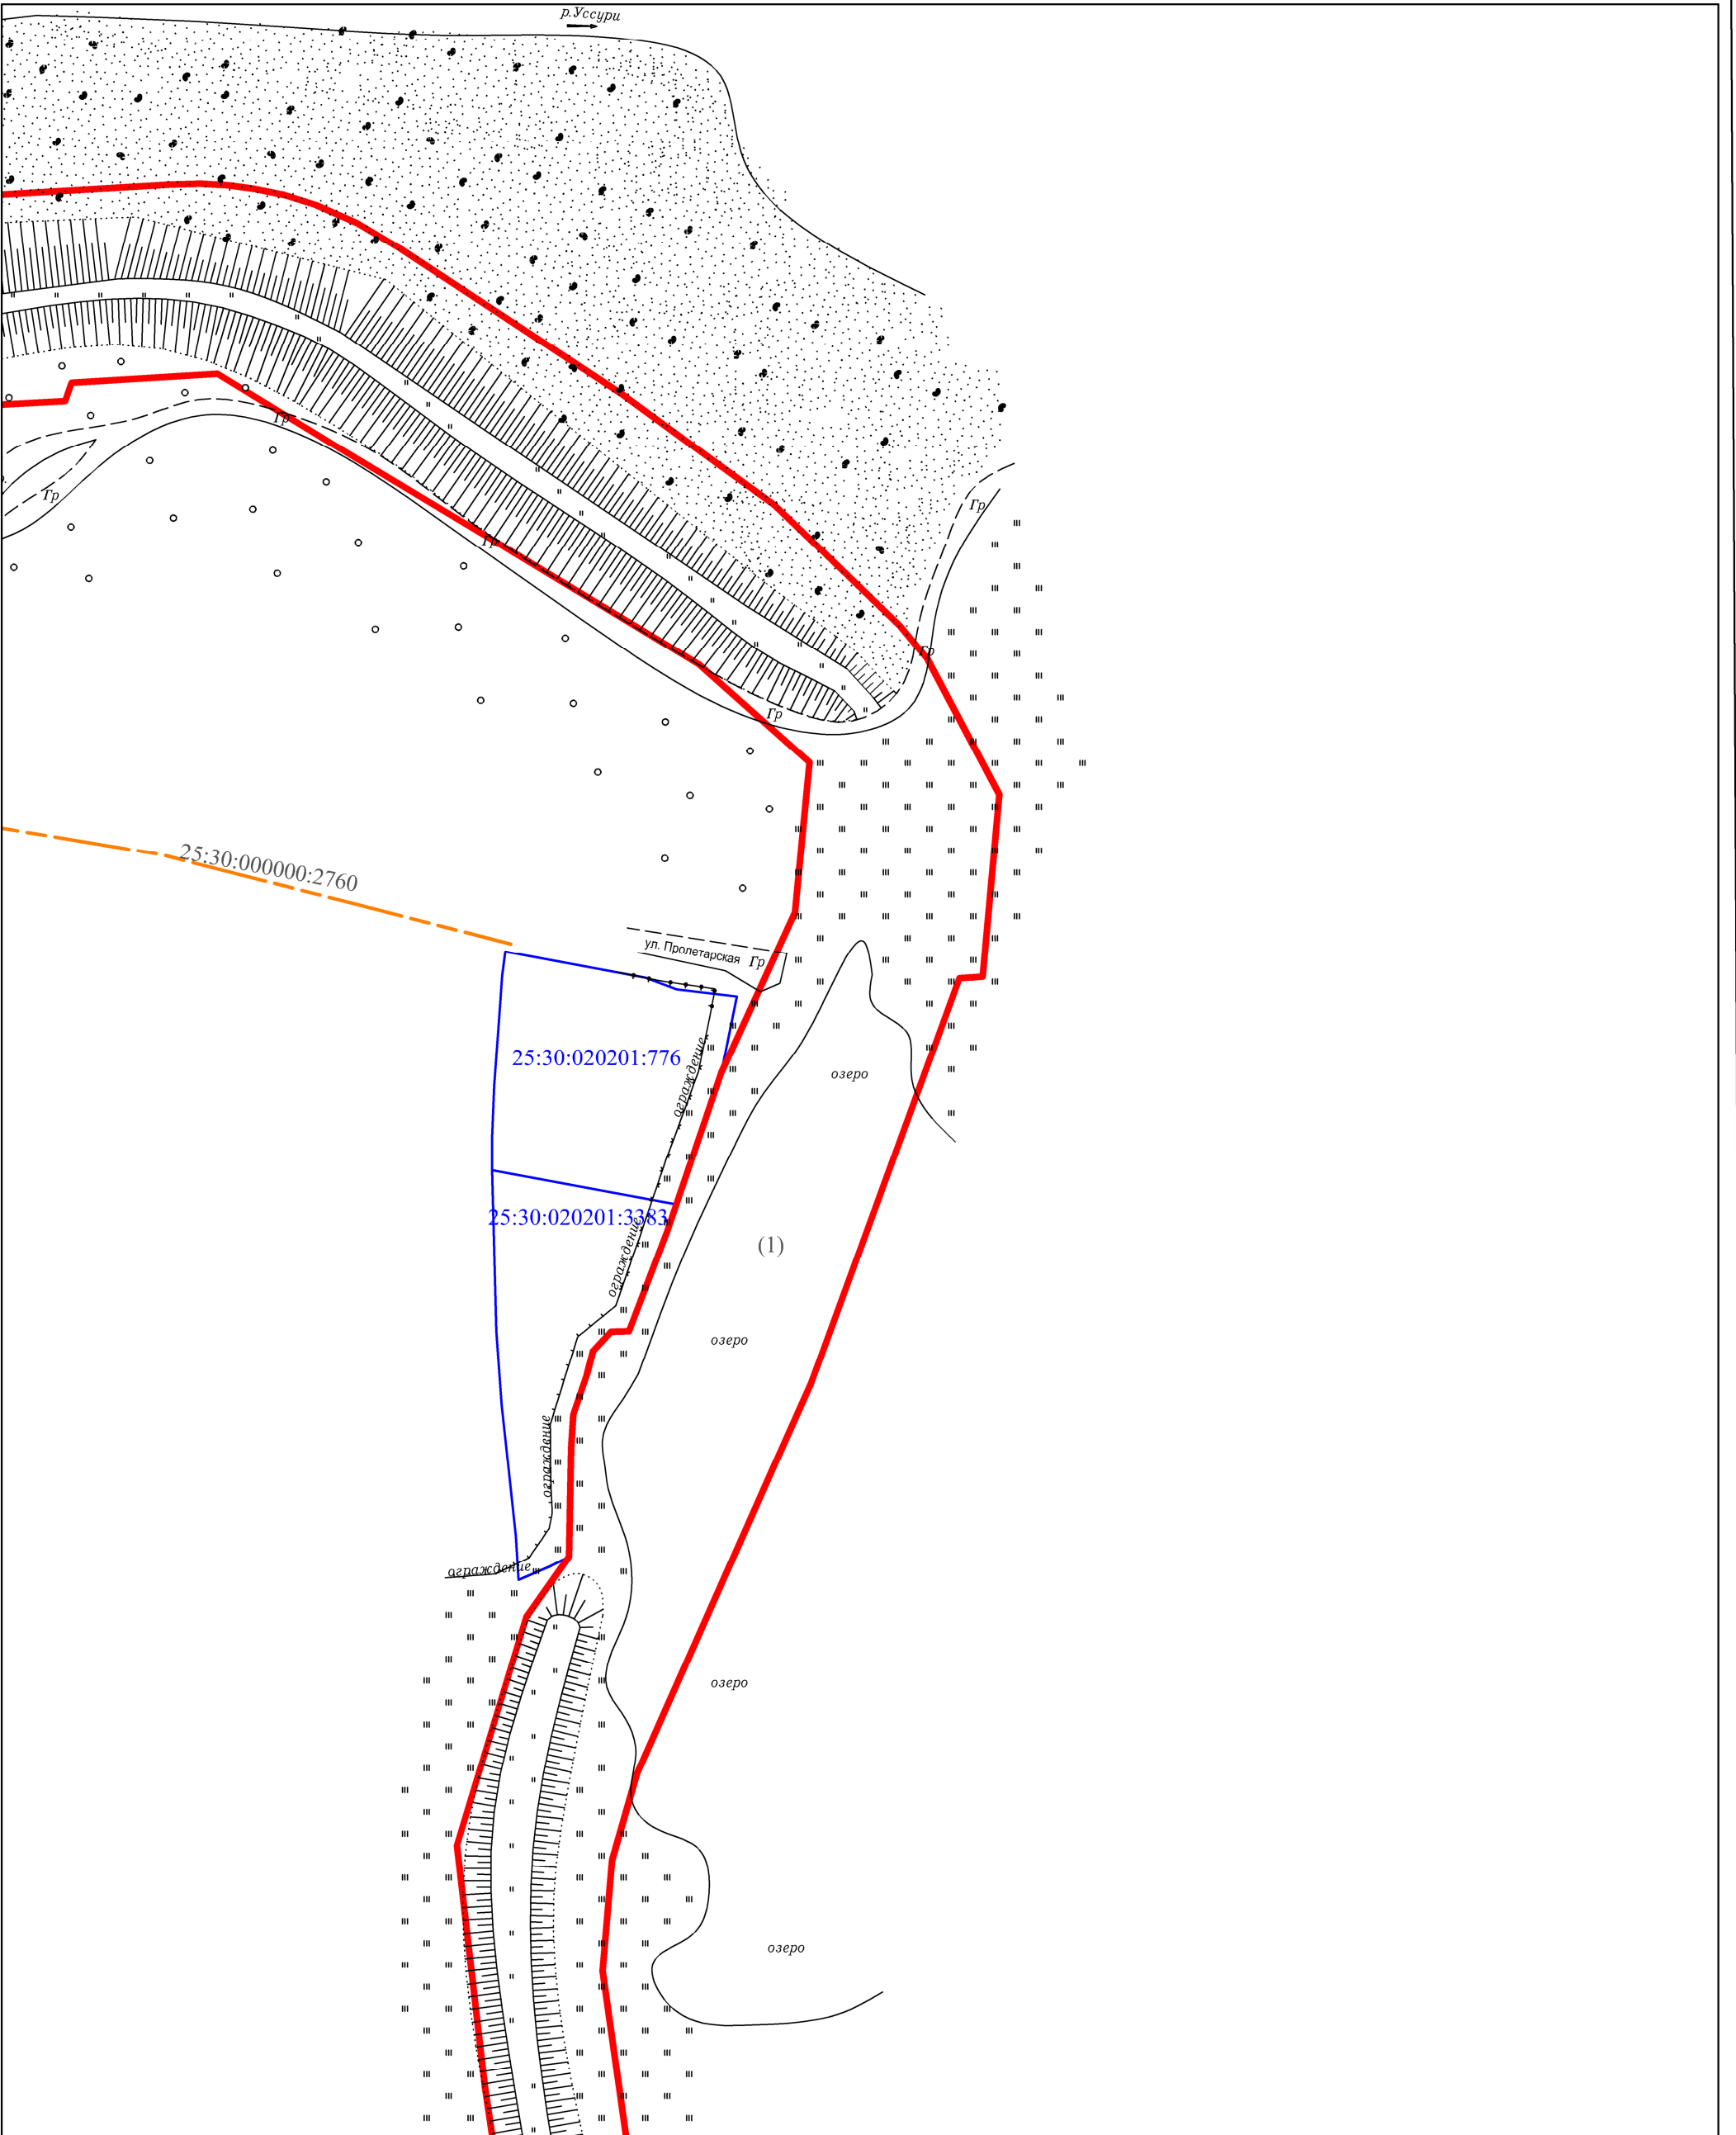 р.Уссури
Гр
Гр
Гр
Гр
Гр
Гр
25:30:000000:2760
ул. Пролетарская
Гр
25:30:020201:776
ограждение
озеро
25:30:020201:3383
ограждение
(1)
озеро
ограждение
ограждение
озеро
озеро